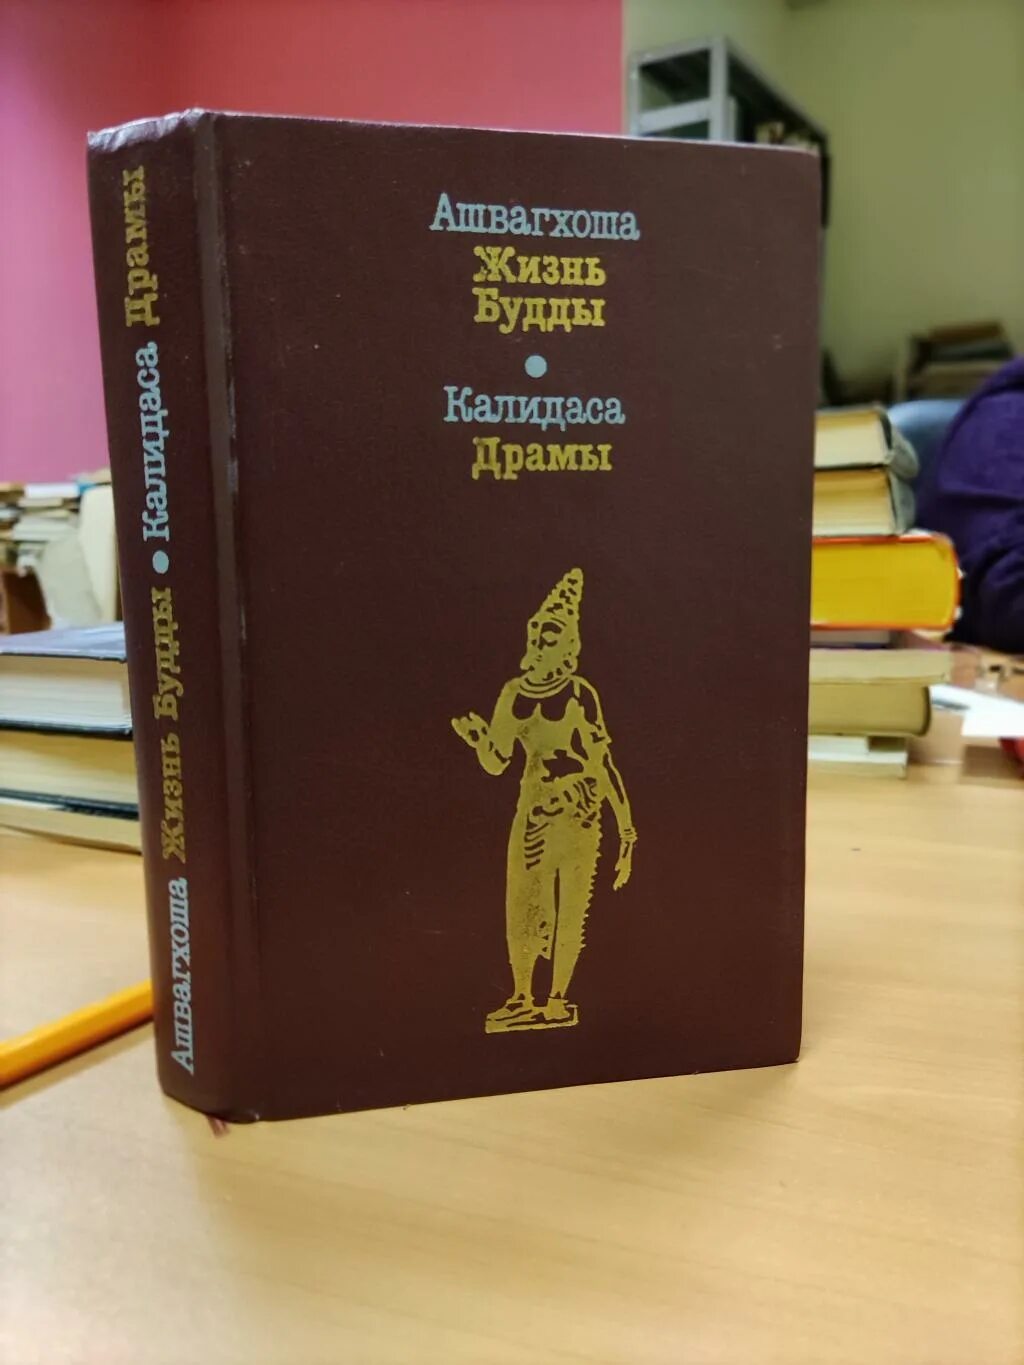 Ашвагхоша
Жизнь
Будды
Калидаса
Драмы
Ашвагхоша Жизнь Будды • Калидаса Драмы